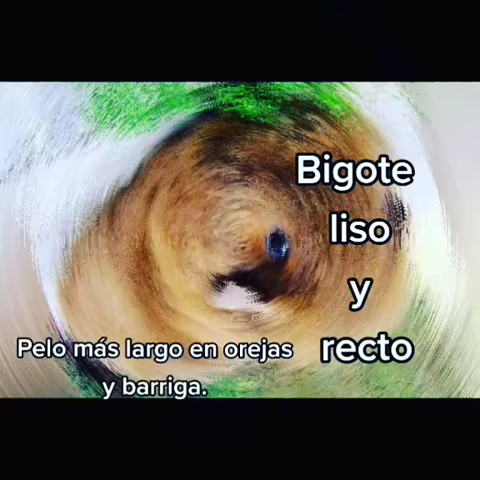 Bigote
liso
y
recto
Pelo más largo en orejas
y barriga.